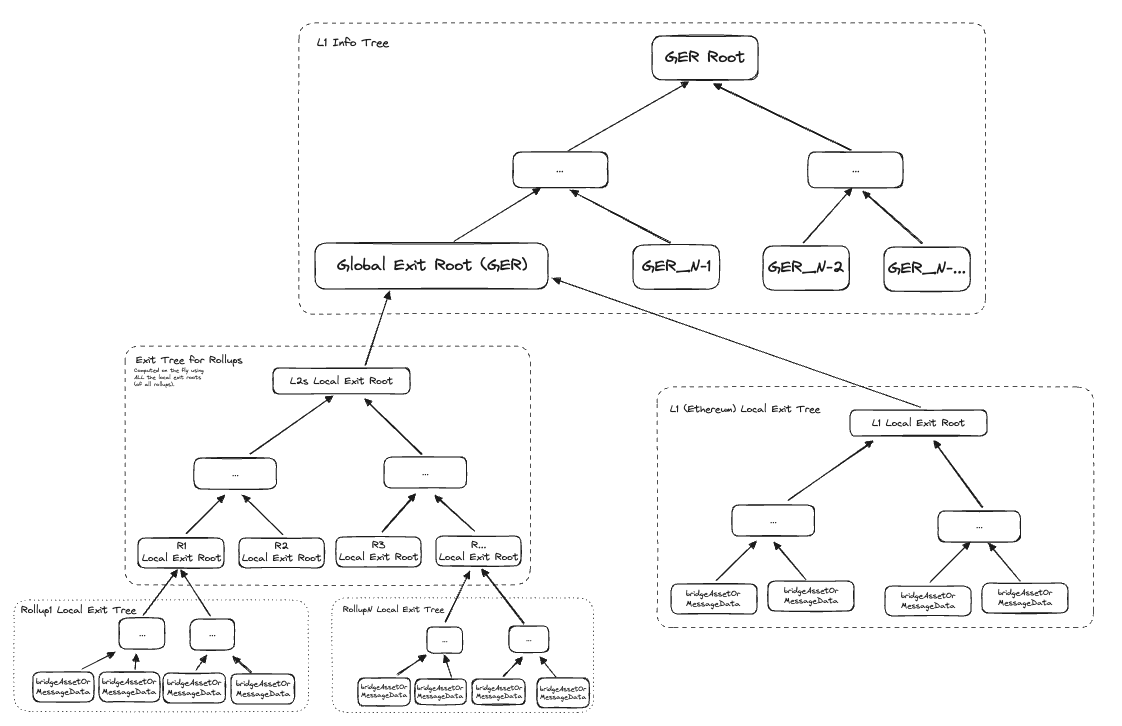 L1 Info Tree
GER Root
...
...
Global Exit Root (GER)
GER_N-1
GER_N-2
GER_N-...
Exit Tree for Rollups
Computed on the fly using
ALL the local exit roots
(of all rollups).
L2s Local Exit Root
...
...
R1
Local Exit Root
R2
Local Exit Root
R3
Local Exit Root
R...
Local Exit Root
L1 (Ethereum) Local Exit Tree
L1 Local Exit Root
...
...
bridgeAssetOr
MessageData
bridgeAssetOr
MessageData
bridgeAssetOr
MessageData
bridgeAssetOr
MessageData
Rollup1 Local Exit Tree
...
...
bridgeAssetOr
MessageData
bridgeAssetOr
MessageData
bridgeAssetOr
MessageData
bridgeAssetOr
MessageData
RollupN Local Exit Tree
...
...
bridgeAssetOr
MessageData
bridgeAssetOr
MessageData
bridgeAssetOr
MessageData
bridgeAssetOr
MessageData